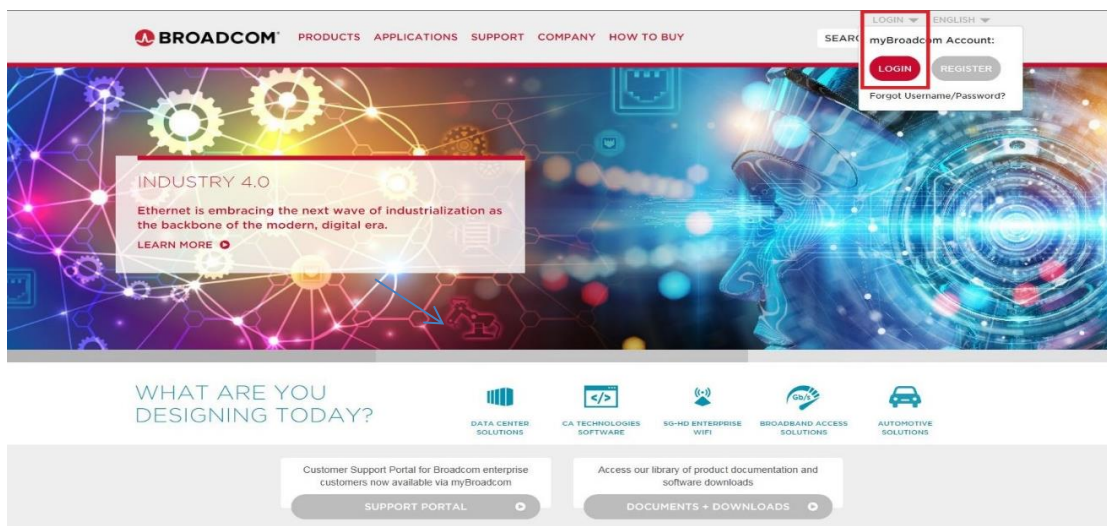 LOGIN ENGLISH
BROADCOM PRODUCTS APPLICATIONS SUPPORT COMPANY HOW TO BUY
myBroadcom Account:
LOGIN REGISTER
Forgot Username/Password?
INDUSTRY 4.0
Ethernet is embracing the next wave of industrialization as
the backbone of the modern, digital era.
LEARN MORE
Gb/s
WHAT ARE YOU
DESIGNING TODAY?
DATA CENTER
SOLUTIONS
CA TECHNOLOGIES
SOFTWARE
5G-HD ENTERPRISE
WIFI
BROADBAND ACCESS
SOLUTIONS
AUTOMOTIVE
SOLUTIONS
Customer Support Portal for Broadcom enterprise
customers now available via myBroadcom
SUPPORT PORTAL
Access our library of product documentation and
software downloads
DOCUMENTS + DOWNLOADS